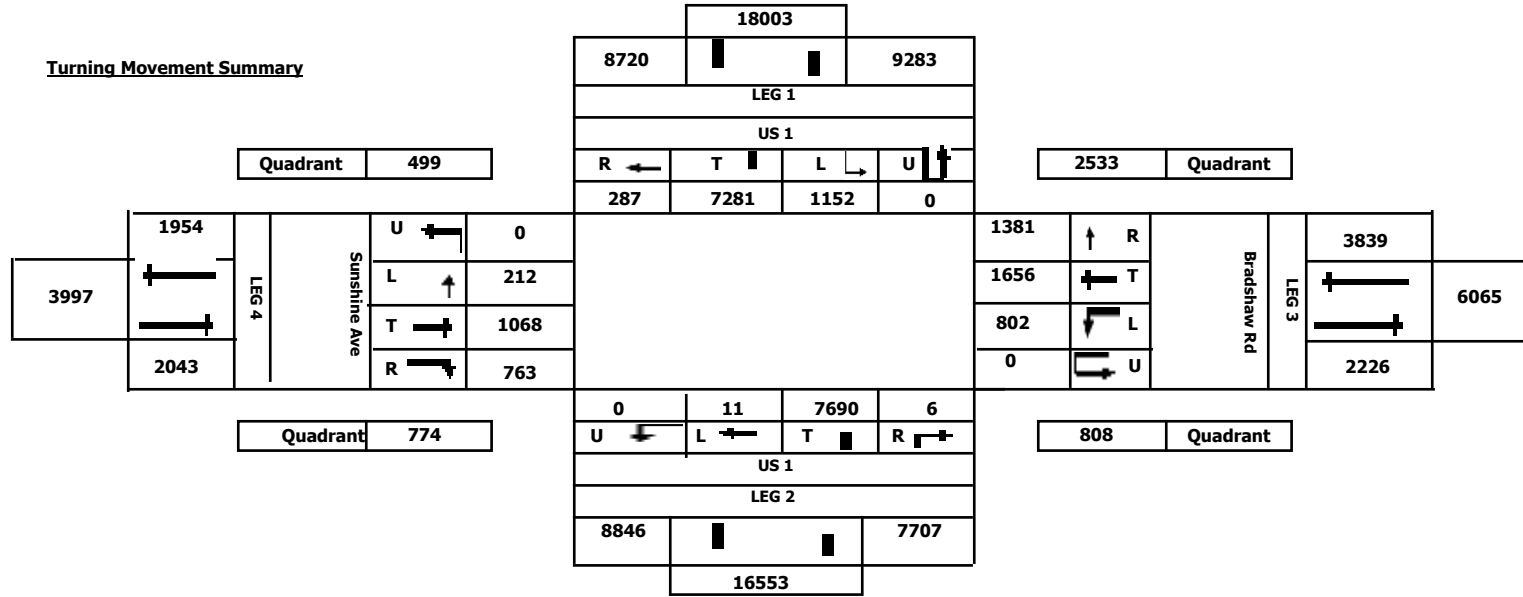 18003
Turning Movement Summary
8720 9283
LEG 1
US 1
Quadrant 499
R T L U
2533 Quadrant
287 7281 1152 0
1954 U 0 1381 R 3839
3997 LEG 4 Sunshine Ave L 212 1656 T Bradshaw Rd LEG 3 6065
T 1068 802 L
2043 R 763 0 U 2226
0 11 7690 6
Quadrant 774
U L T R
808 Quadrant
US 1
LEG 2
8846 7707
16553